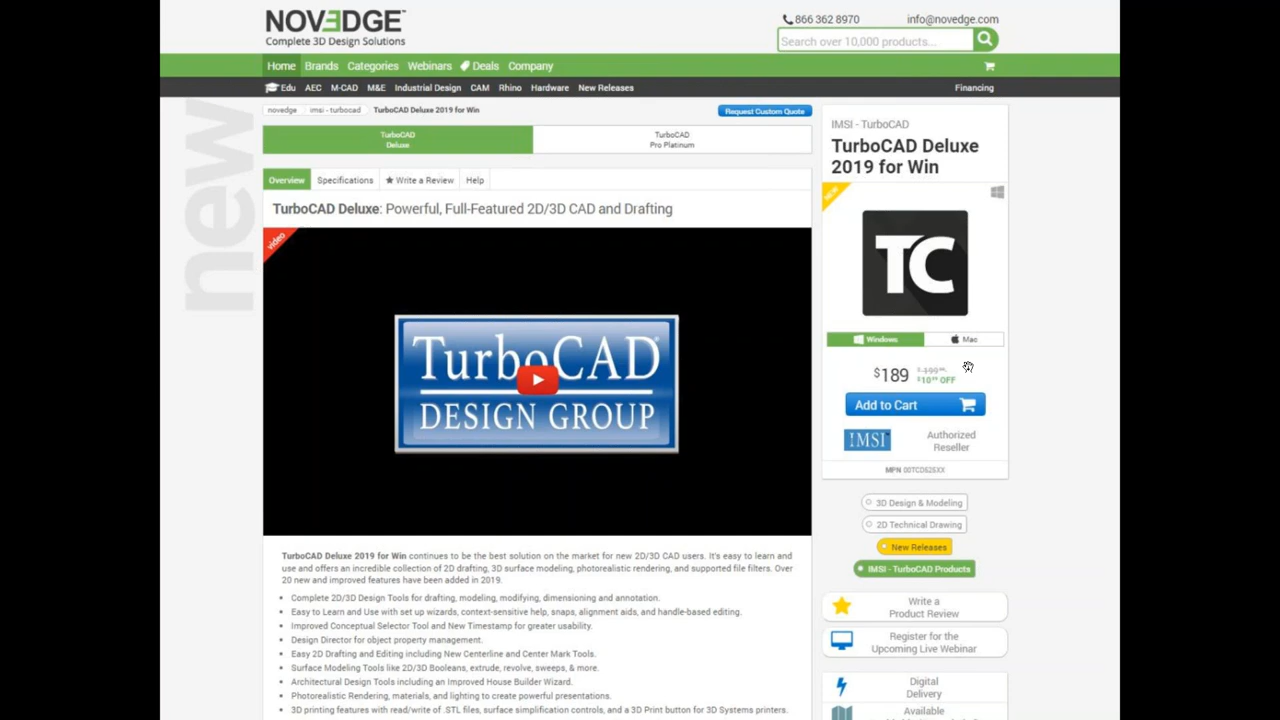 NOVEDGE
Complete 3D Design Solutions
866 362 8970
info@novedge.com
Search over 10,000 products...
Home Brands Categories Webinars Deals Company
Edu AEC M-CAD M&E Industrial Design CAM Rhino Hardware New Releases Financing
new
novedge imsi - turbocad TurboCAD Deluxe 2019 for Win
Request Custom Quote
TurboCAD
Deluxe
TurboCAD
Pro Platinum
Overview Specifications Write a Review Help
TurboCAD Deluxe: Powerful, Full-Featured 2D/3D CAD and Drafting
video
TurboCAD
DESIGN GROUP
TurboCAD Deluxe 2019 for Win continues to be the best solution on the market for new 2D/3D CAD users. It's easy to learn and
use and offers an incredible collection of 2D drafting, 3D surface modeling, photorealistic rendering, and supported file filters. Over
20 new and improved features have been added in 2019.
• Complete 2D/3D Design Tools for drafting, modeling, modifying, dimensioning and annotation.
• Easy to Learn and Use with set up wizards, context-sensitive help, snaps, alignment aids, and handle-based editing.
• Improved Conceptual Selector Tool and New Timestamp for greater usability.
• Design Director for object property management.
• Easy 2D Drafting and Editing including New Centerline and Center Mark Tools.
• Surface Modeling Tools like 2D/3D Booleans, extrude, revolve, sweeps, & more.
• Architectural Design Tools including an Improved House Builder Wizard.
• Photorealistic Rendering, materials, and lighting to create powerful presentations.
• 3D printing features with read/write of .STL files, surface simplification controls, and a 3D Print button for 3D Systems printers.
IMSI - TurboCAD
TurboCAD Deluxe
2019 for Win
NEW
TC
Windows Mac
$189
OFF
Add to Cart
IMSI
Authorized
Reseller
MPN 00TCD526XX
3D Design & Modeling
2D Technical Drawing
New Releases
IMSI - TurboCAD Products
Write a
Product Review
Register for the
Upcoming Live Webinar
Digital
Delivery
Available